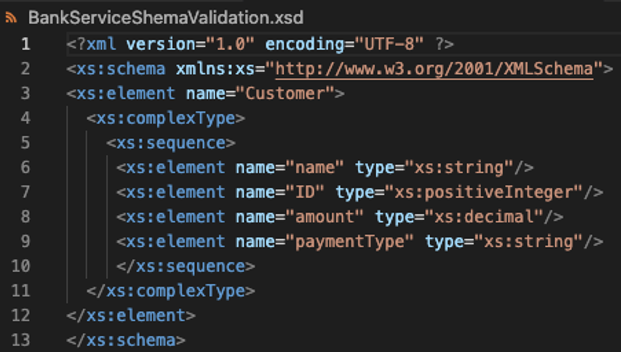 BankServiceShemaValidation.xsd
1 <?xml version="1.0" encoding="UTF-8" ?>
2 <xs:schema xmlns:xs="http://www.w3.org/2001/XMLSchema">
3 <xs:element name="Customer">
4 <xs:complexType>
5 <xs:sequence>
6 <xs:element name="name" type="xs:string"/>
7 <xs:element name="ID" type="xs:positiveInteger"/>
8 <xs:element name="amount" type="xs:decimal"/>
9 <xs:element name="paymentType" type="xs:string"/>
10 </xs:sequence>
11 </xs:complexType>
12 </xs:element>
13 </xs:schema>